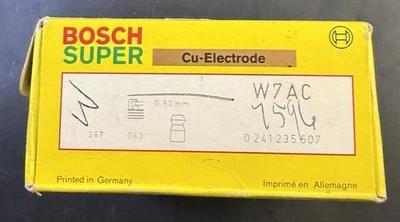 BOSCH
SUPER
Cu-Electrode
W7AC
0,60 mm
267 060
0 241 235 607
Printed in Germany
Imprimé en Allemagne